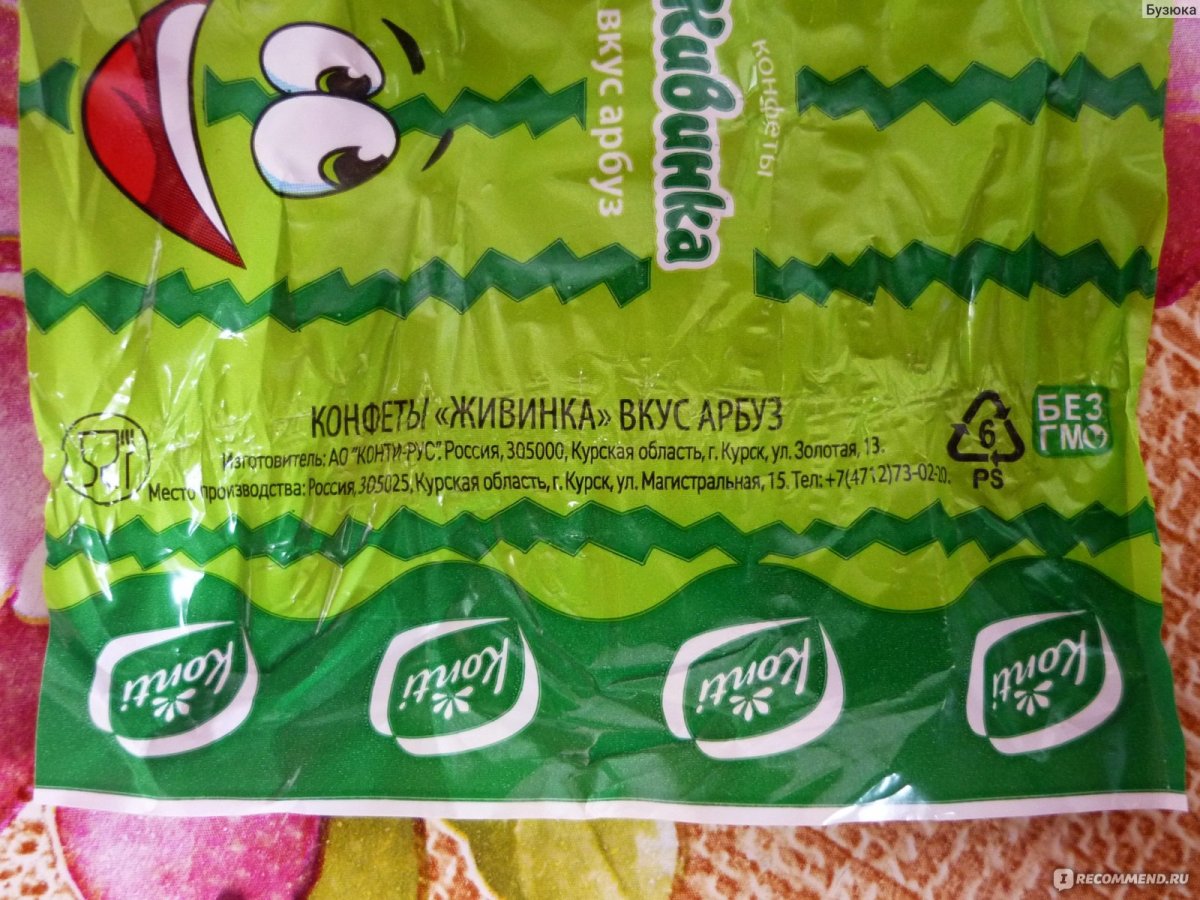 Бузюка
конфеты
Живинка
вкус арбуз
КОНФЕТЫ «ЖИВИНКА» ВКУС АРБУЗ
Изготовитель: АО "КОНТИ-РУС". Россия, 305000, Курская область, г. Курск, ул. Золотая, 13.
Место производства: Россия, 305025, Курская область, г. Курск, ул. Магистральная, 15. Тел: +7(4712)73-02-20.
6
PS
БЕЗ
ГМО
Konti
Konti
Konti
Konti
IRECOMMEND.RU